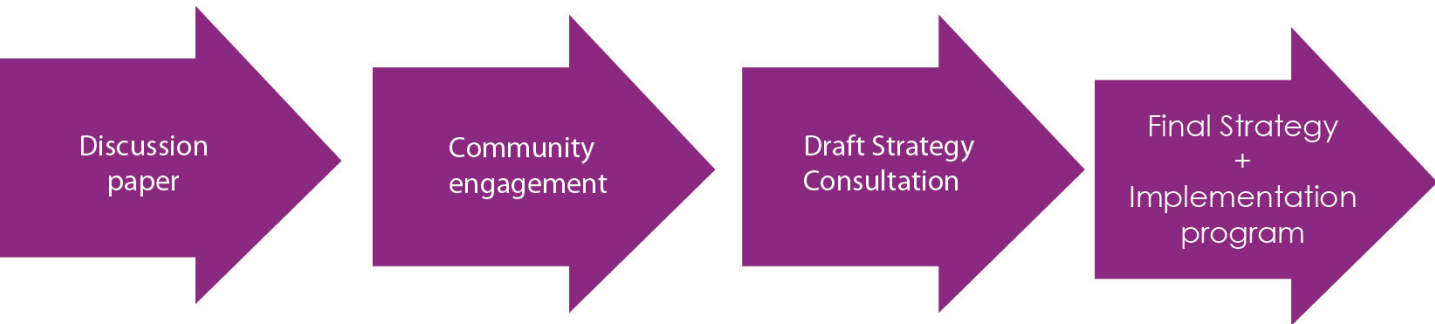 Discussion
paper
Community
engagement
Draft Strategy
Consultation
Final Strategy
+
Implementation
program